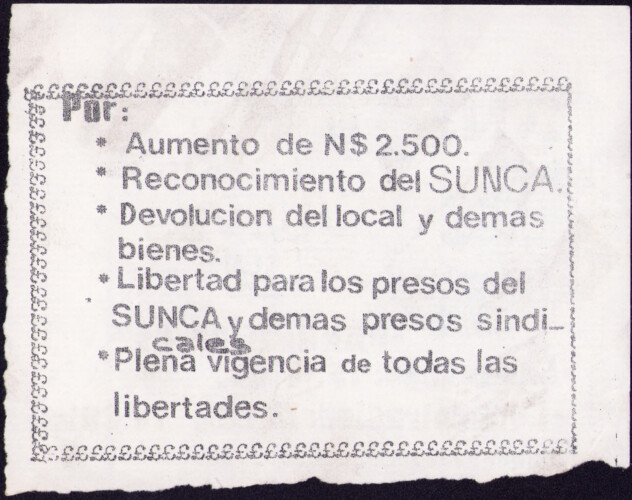 Por:
* Aumento de N$ 2.500.
* Reconocimiento del SUNCA.
* Devolucion del local y demas
bienes.
* Libertad para los presos del
SUNCA y demas presos sindi_
cales
* Plena vigencia de todas las
libertades.